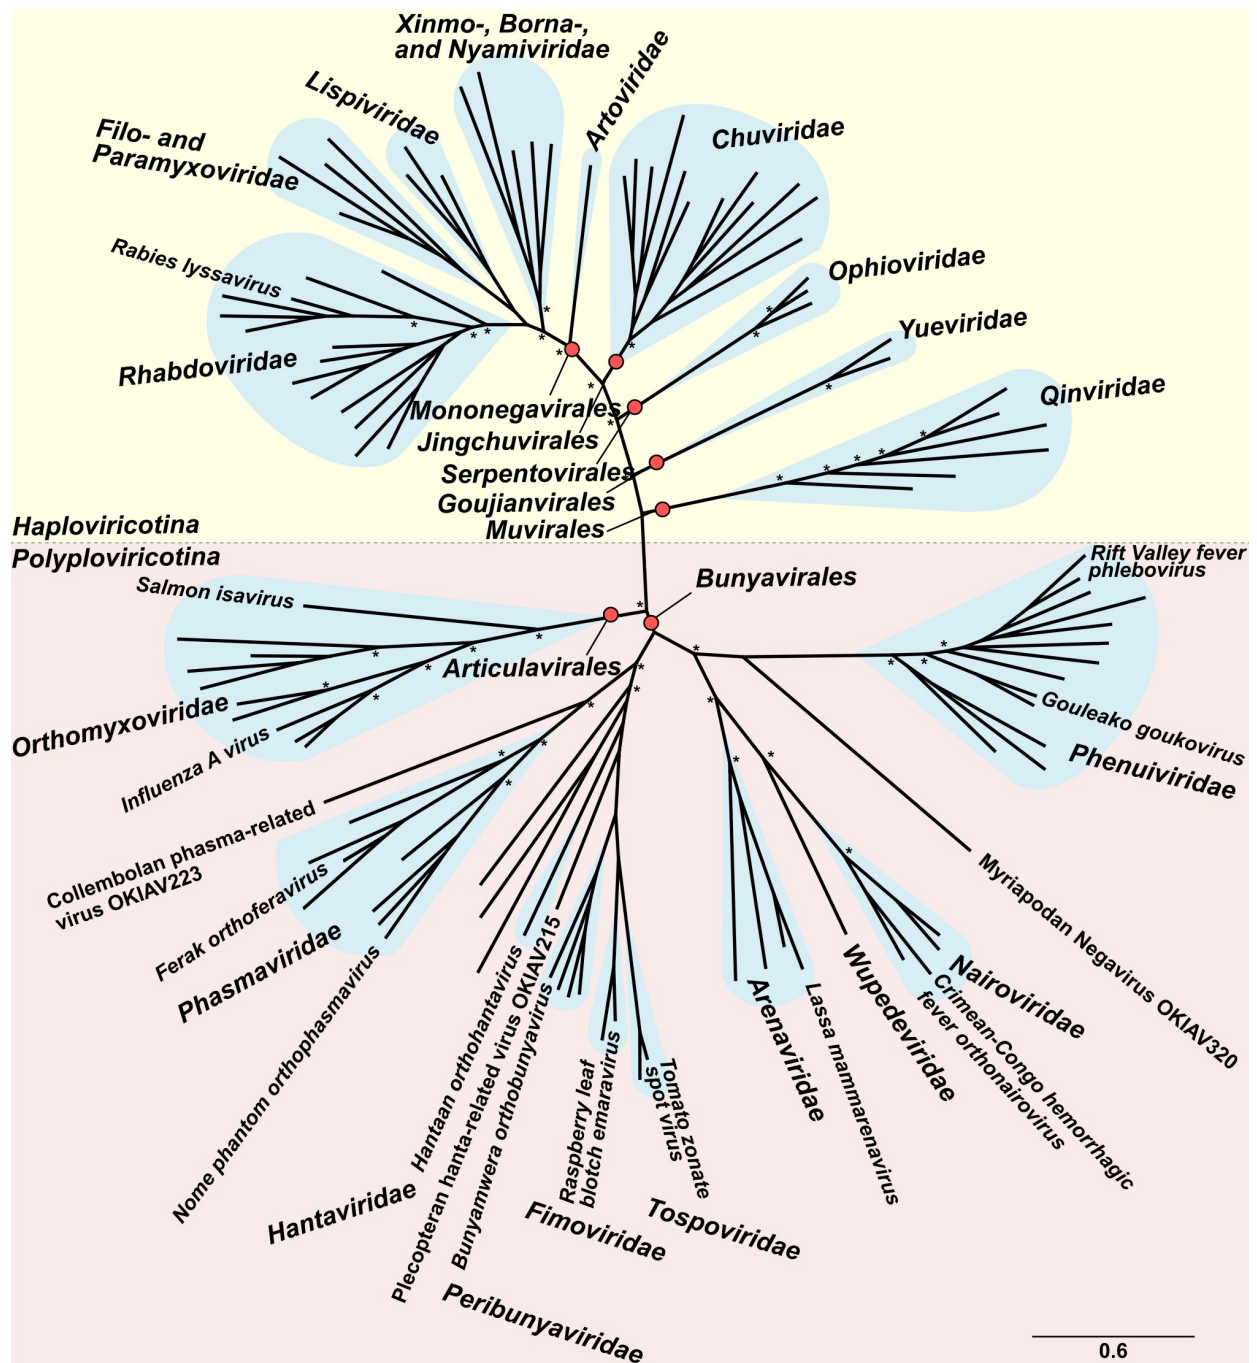 Xinmo-, Borna-,
and Nyamiviridae
Artoviridae
Lispiviridae
Chuviridae
Filo- and
Paramyxoviridae
Rabies lyssavirus
Ophioviridae
Yueviridae
Rhabdoviridae
Qinviridae
Mononegavirales
Jingchuvirales
Serpentovirales
Goujianvirales
Muvirales
Haploviricotina
Polyploviricotina
Rift Valley fever
phlebovirus
Bunyavirales
Salmon isavirus
Articulavirales
Orthomyxoviridae
Gouleako goukovirus
Influenza A virus
Phenuiviridae
Collembolan phasma-related
virus OKIAV223
Ferak orthoferavirus
Phasmaviridae
Nome phantom orthophasmavirus
Hantaan orthohantavirus
Hantaviridae
Plecopteran hanta-related virus OKIAV215
Bunyamwera orthobunyavirus
Peribunyaviridae
Raspberry leaf
blotch emaravirus
Fimoviridae
Tomato zonate
spot virus
Tospoviridae
Arenaviridae
Lassa mammarenavirus
Wupedeviridae
Nairoviridae
Crimean-Congo hemorrhagic
fever orthonairovirus
Myriapodan Negavirus OKIAV320
0.6